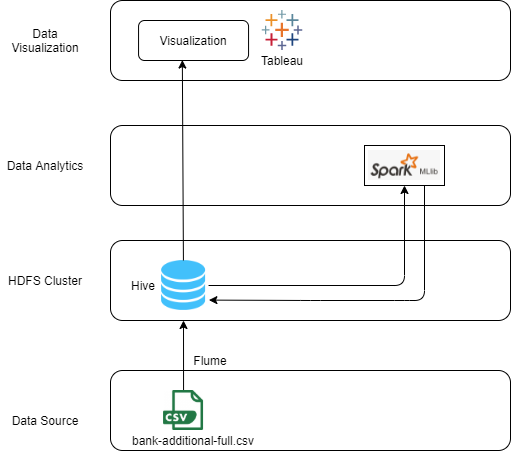 Data
Visualization
Visualization
Tableau
Data Analytics
Spark
MLlib
HDFS Cluster
Hive
Flume
Data Source
CSV
bank-additional-full.csv